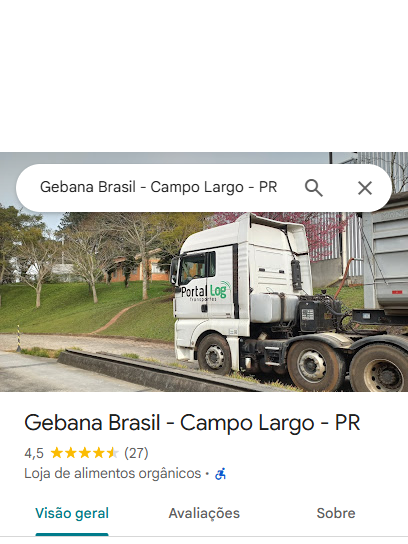 Gebana Brasil - Campo Largo - PR
Portal Log
Transportes
Gebana Brasil - Campo Largo - PR
4,5 (27)
Loja de alimentos orgânicos ·
Visão geral Avaliações Sobre